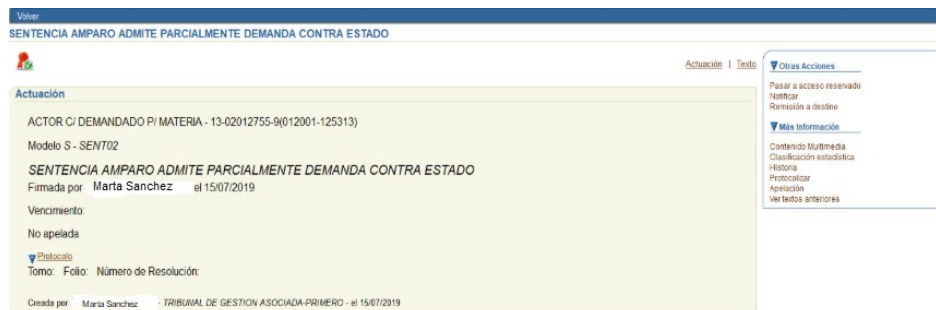 Volver
SENTENCIA AMPARO ADMITE PARCIALMENTE DEMANDA CONTRA ESTADO
Actuación | Texto
Actuación
ACTOR C/ DEMANDADO P/ MATERIA - 13-02012755-9(012001-125313)
Modelo S - SENT02
SENTENCIA AMPARO ADMITE PARCIALMENTE DEMANDA CONTRA ESTADO
Firmada por Marta Sanchez el 15/07/2019
Vencimiento:
No apelada
Protocolo
Tomo: Folio: Número de Resolución:
Creada por Marta Sanchez - TRIBUNAL DE GESTION ASOCIADA-PRIMERO - el 15/07/2019
Otras Acciones
Pasar a acceso reservado
Notificar
Remisión a destino
Más Información
Contenido Multimedia
Clasificación estadística
Historia
Protocolizar
Apelación
Ver textos anteriores